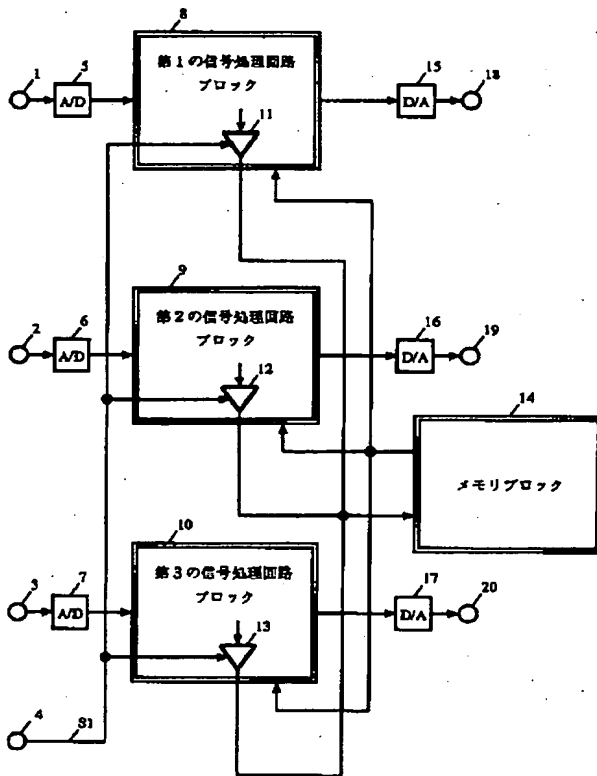 8
第1の信号処理回路
ブロック
1
5
A/D
11
15
D/A
18
9
第2の信号処理回路
ブロック
2
6
A/D
12
16
D/A
19
14
メモリブロック
10
第3の信号処理回路
ブロック
3
7
A/D
13
17
D/A
20
4
S1